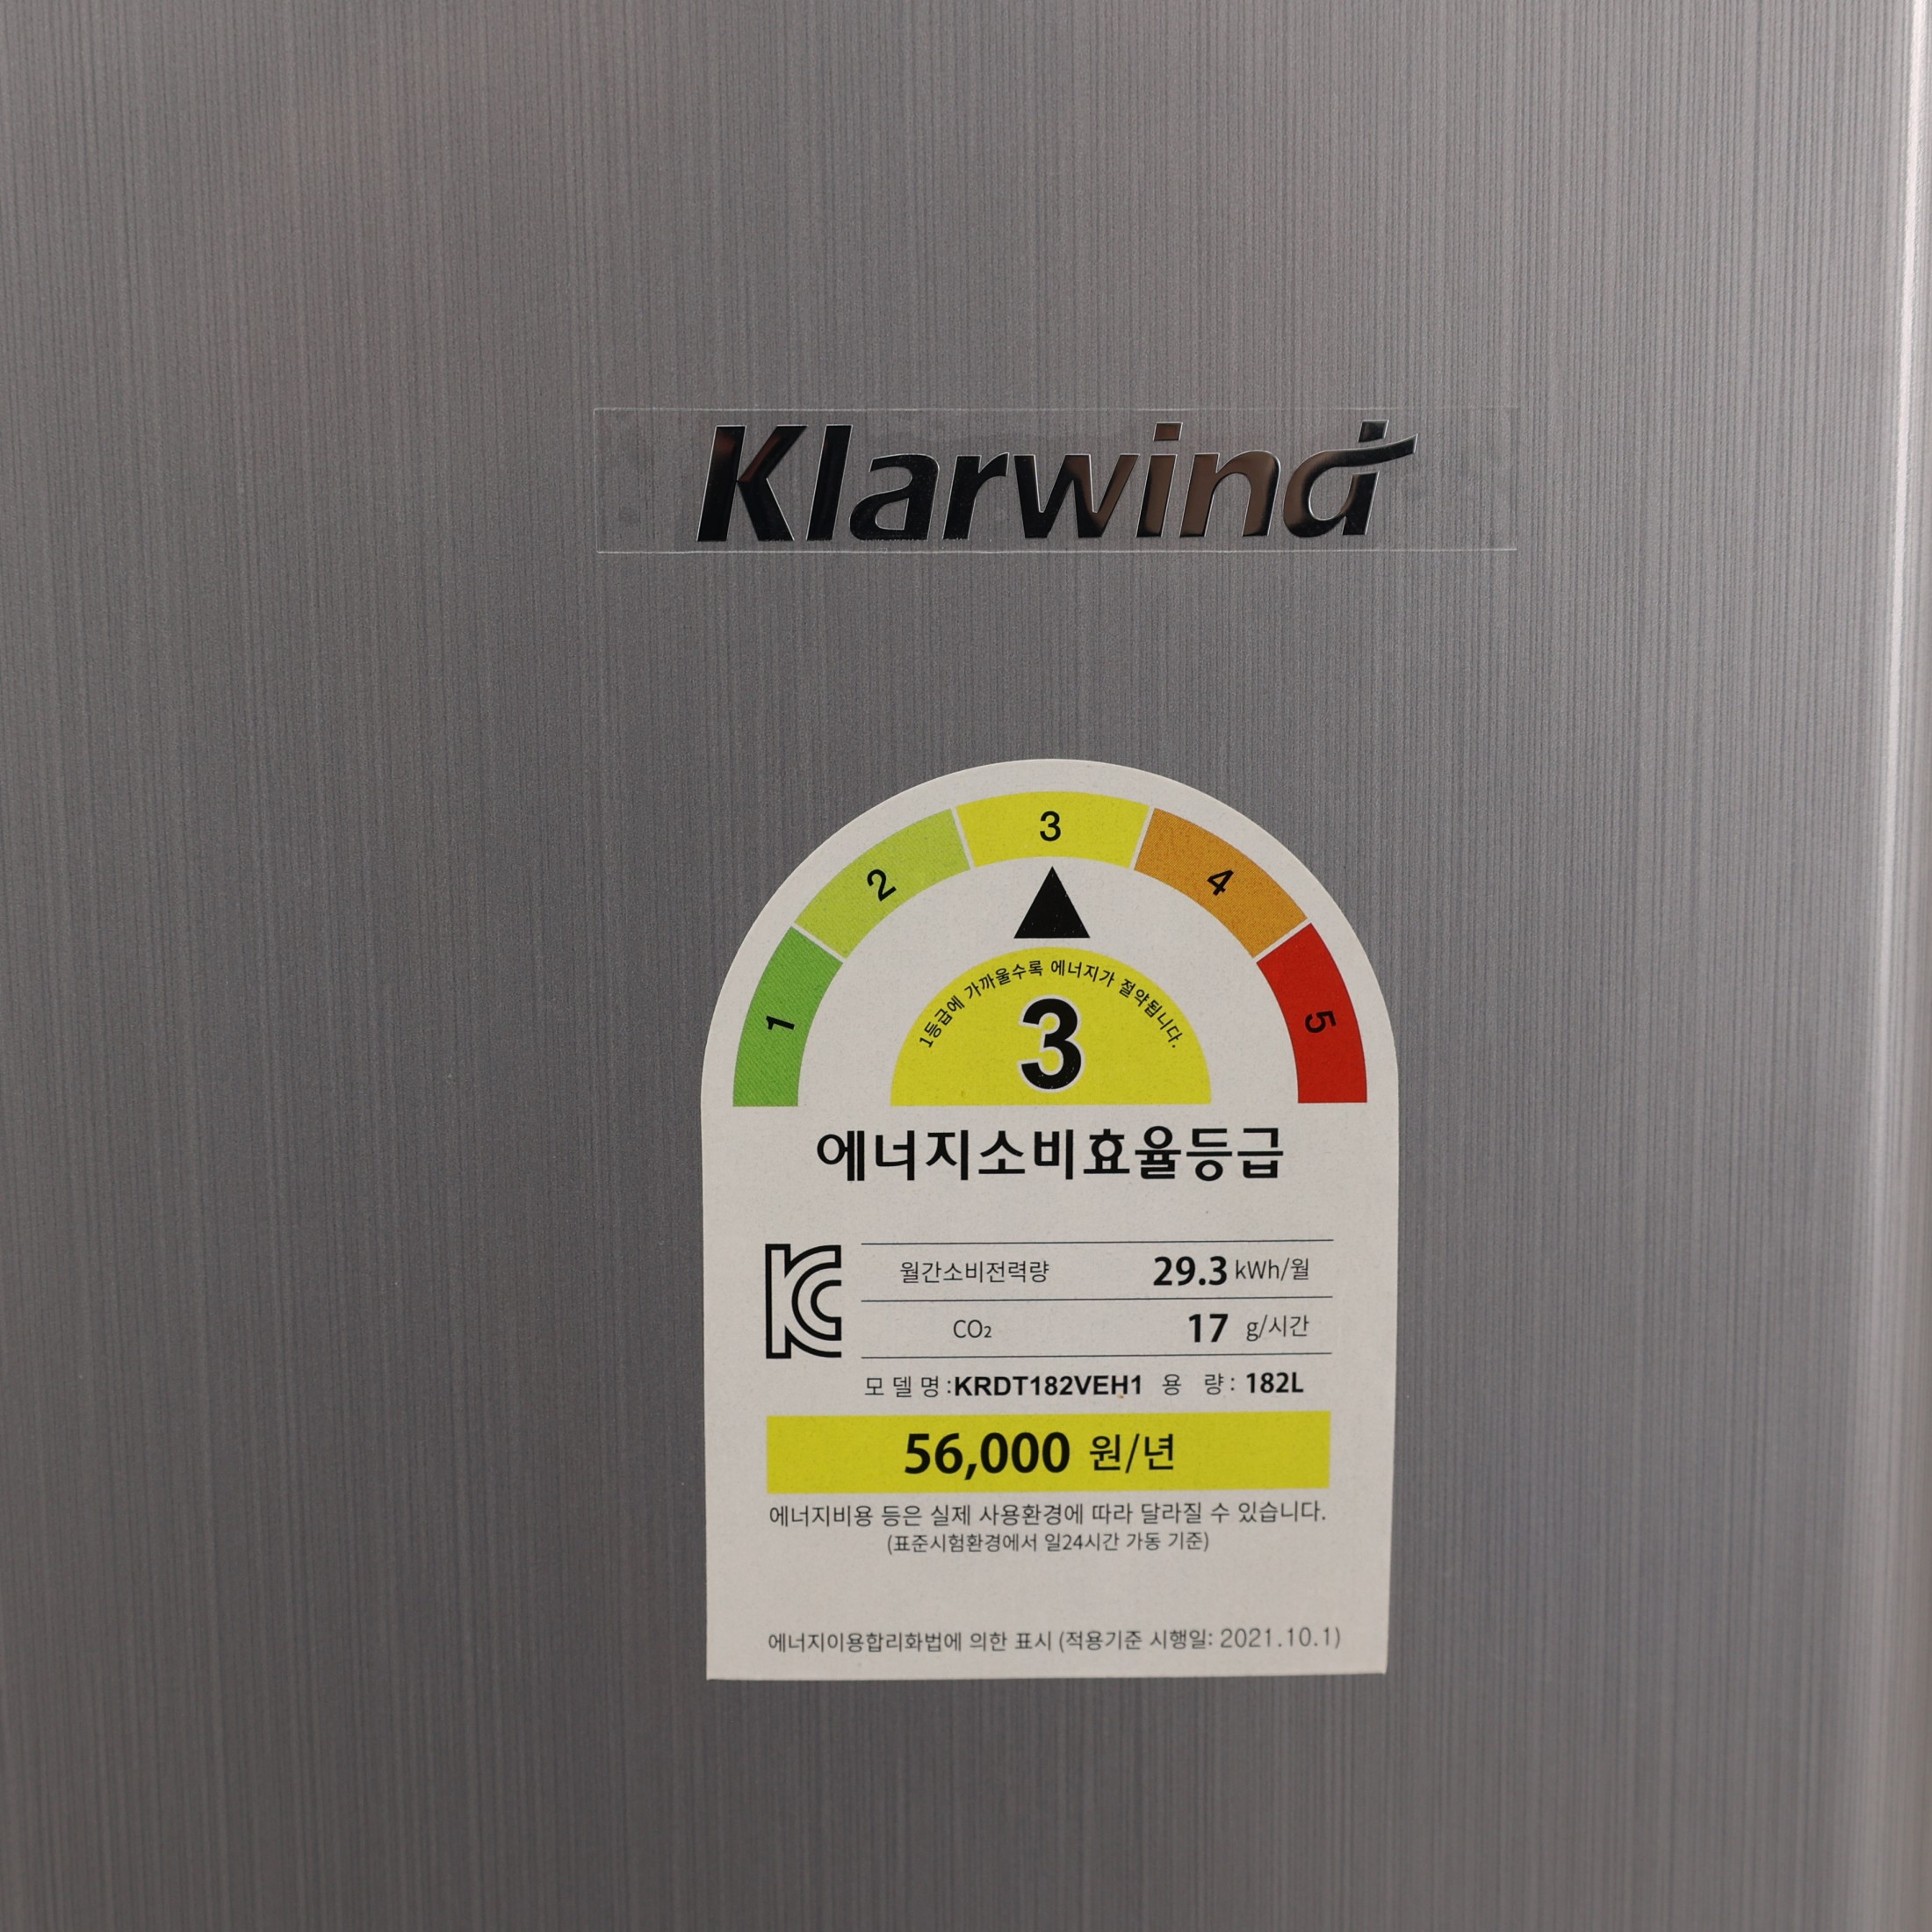 Klarwind
1 2 3 4 5
1등급에 가까울수록 에너지가 절약됩니다.
3
에너지소비효율등급
월간소비전력량 29.3 kWh/월
CO₂ 17 g/시간
모델명:KRDT182VEH1 용 량: 182L
56,000 원/년
에너지비용 등은 실제 사용환경에 따라 달라질 수 있습니다.
(표준시험환경에서 일24시간 가동 기준)
에너지이용합리화법에 의한 표시 (적용기준 시행일: 2021.10.1)